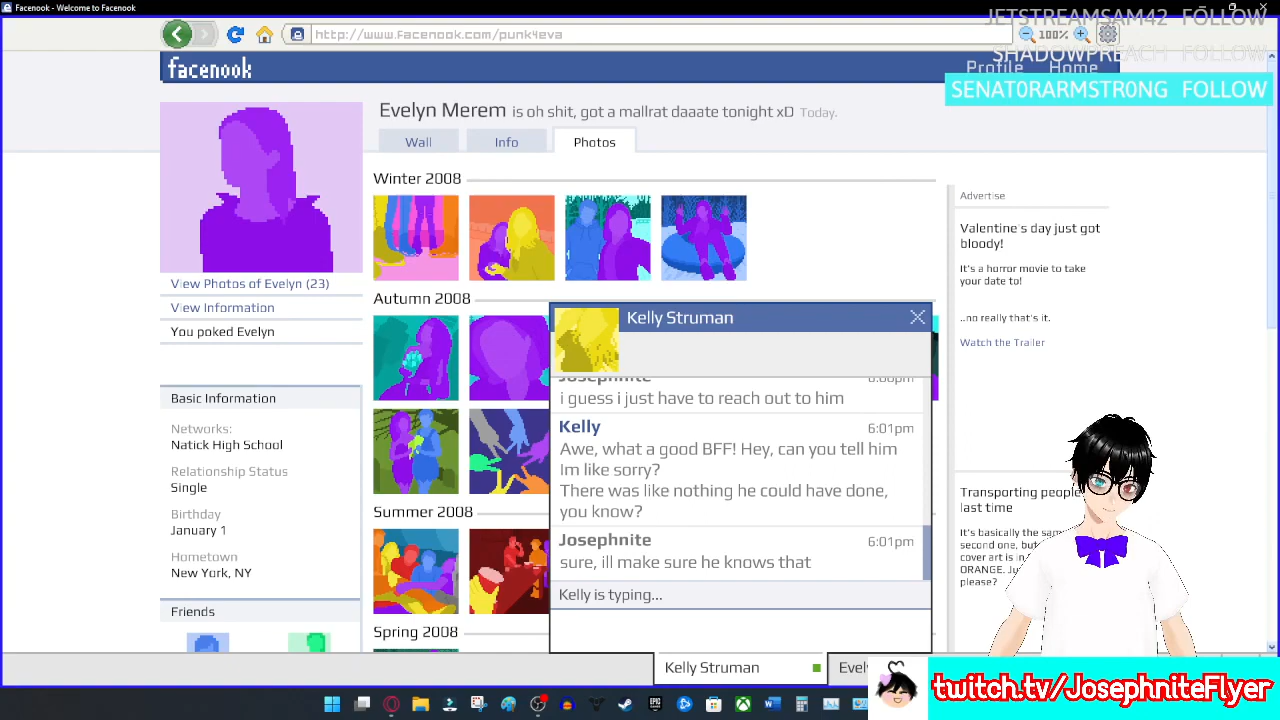 Facenook - Welcome to Facenook
JETSTREAMSAM42 FOLLOW
http://www.facenook.com/punk4eva
100%
SHADOWPREACH FOLLOW
facenook
Profile Home
SENAT0RARMSTR0NG FOLLOW
Evelyn Merem is oh shit, got a mallrat daaate tonight xD Today.
Wall Info Photos
Winter 2008
View Photos of Evelyn (23)
View Information
You poked Evelyn
Autumn 2008
Advertise
Valentine's day just got
bloody!
It's a horror movie to take
your date to!
..no really that's it.
Watch the Trailer
Kelly Struman
Josephnite 6:00pm
i guess i just have to reach out to him
Kelly 6:01pm
Awe, what a good BFF! Hey, can you tell him
Im like sorry?
There was like nothing he could have done,
you know?
Josephnite 6:01pm
sure, ill make sure he knows that
Kelly is typing...
Basic Information
Networks:
Natick High School
Relationship Status
Single
Birthday
January 1
Hometown
New York, NY
Friends
Summer 2008
Spring 2008
Transporting people
last time
It's basically the same
second one, but
cover art is in
ORANGE.
please?
Kelly Struman
twitch.tv/JosephniteFlyer